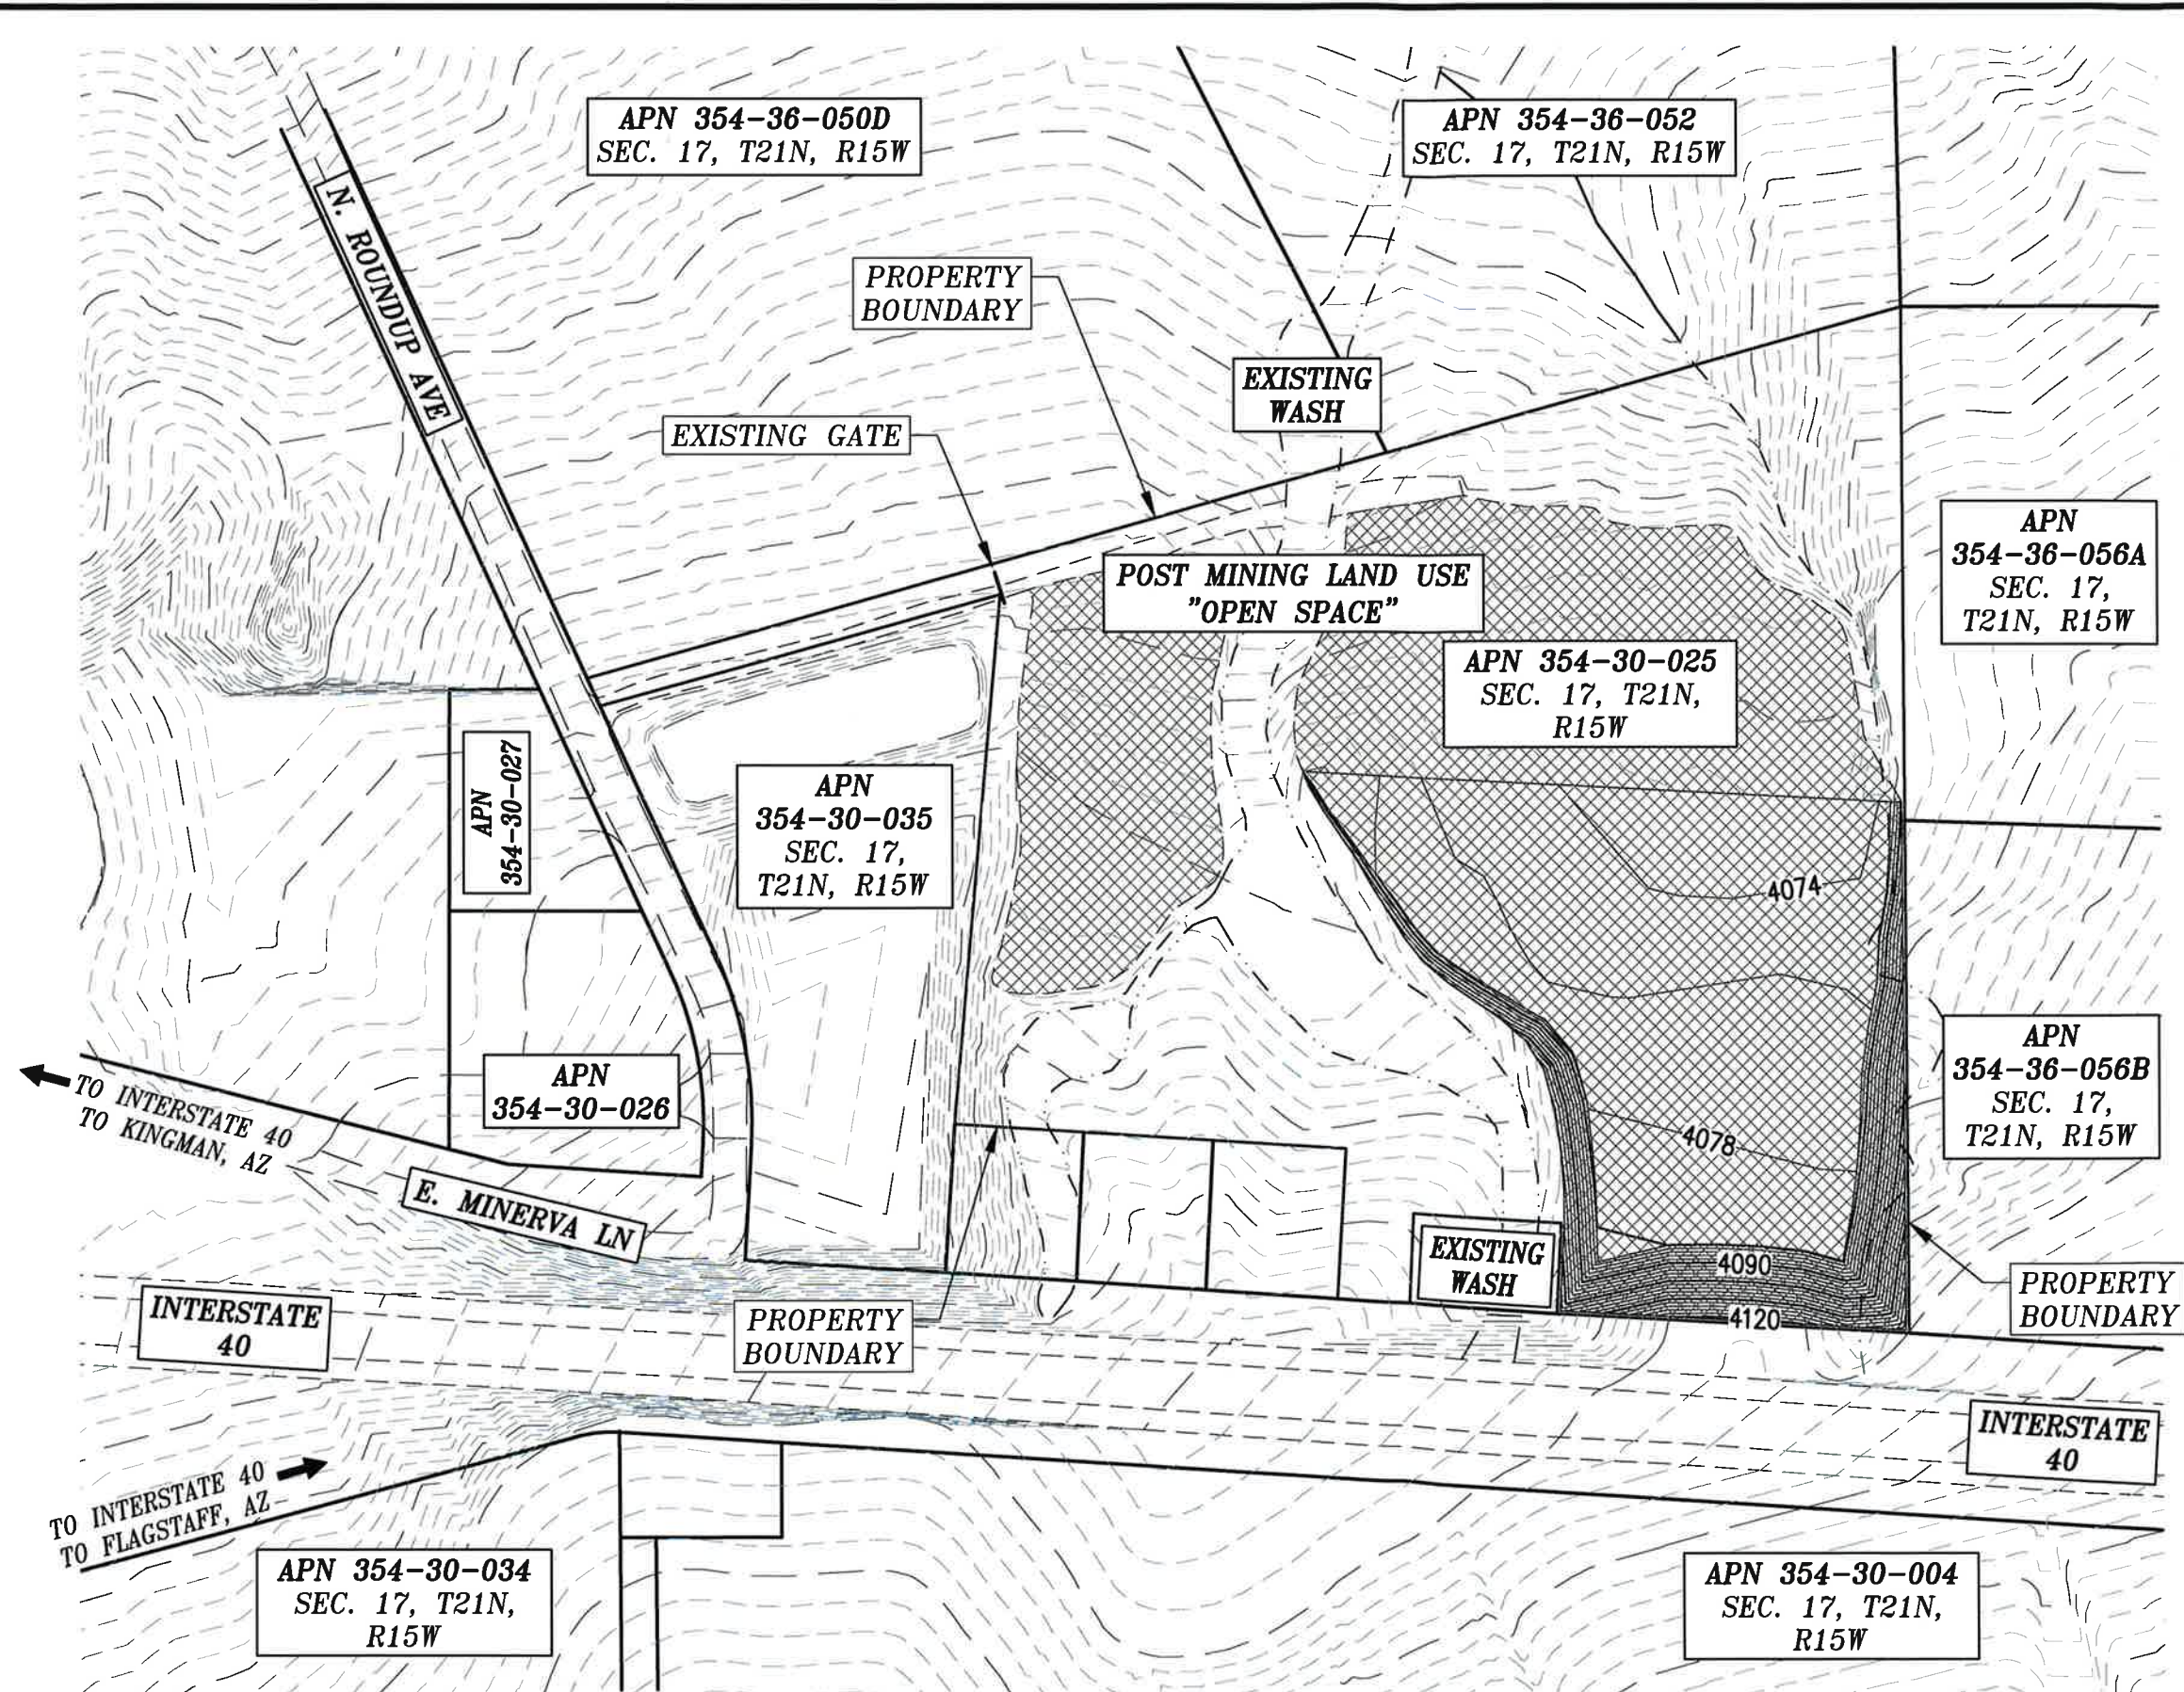 APN 354-36-050D
SEC. 17, T21N, R15W
APN 354-36-052
SEC. 17, T21N, R15W
N. ROUNDUP AVE
PROPERTY
BOUNDARY
EXISTING
WASH
EXISTING GATE
APN
354-36-056A
SEC. 17,
T21N, R15W
POST MINING LAND USE
"OPEN SPACE"
APN 354-30-025
SEC. 17, T21N,
R15W
APN
354-30-027
APN
354-30-035
SEC. 17,
T21N, R15W
4074
APN
354-36-056B
SEC. 17,
T21N, R15W
APN
354-30-026
TO INTERSTATE 40
TO KINGMAN, AZ
4078
E. MINERVA LN
EXISTING
WASH
4090
4120
PROPERTY
BOUNDARY
INTERSTATE
40
PROPERTY
BOUNDARY
INTERSTATE
40
TO INTERSTATE 40
TO FLAGSTAFF, AZ
APN 354-30-034
SEC. 17, T21N,
R15W
APN 354-30-004
SEC. 17, T21N,
R15W